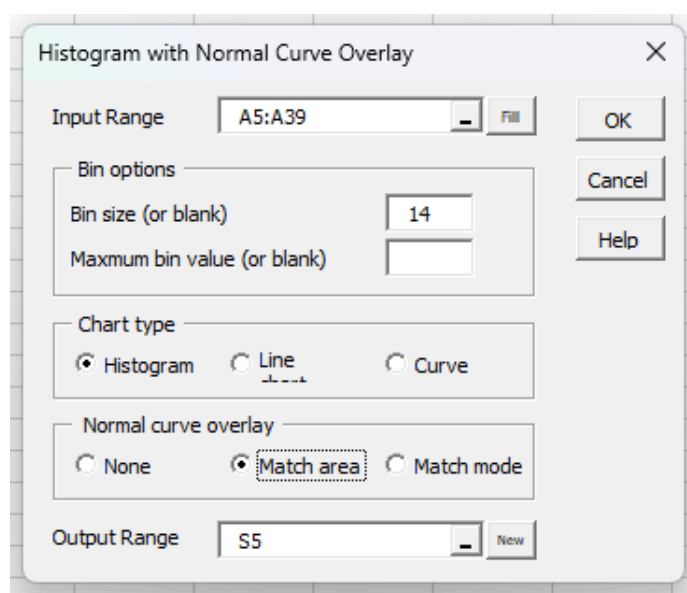 Histogram with Normal Curve Overlay
Input Range A5:A39 Fill OK
Bin options
Cancel
Bin size (or blank) 14
Help
Maxmum bin value (or blank)
Chart type
Histogram Line chart Curve
Normal curve overlay
None Match area Match mode
Output Range S5 New